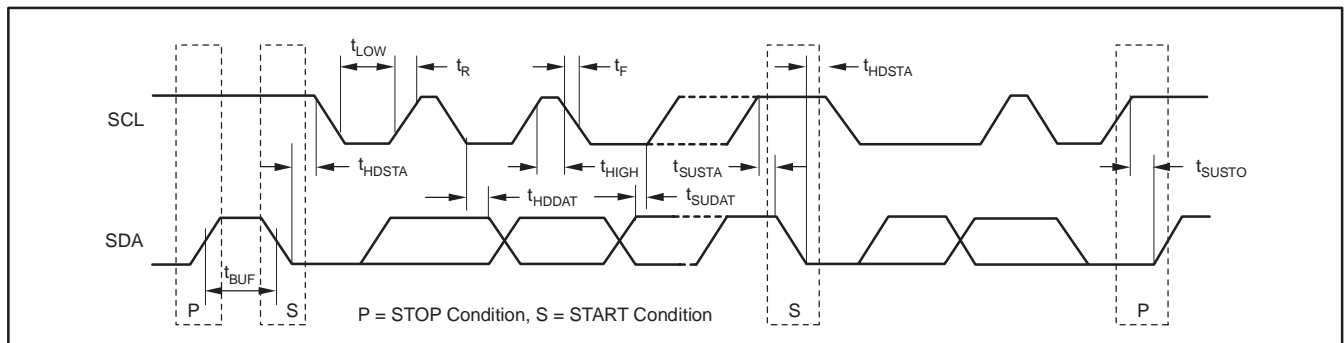 tLOW
tR
tF
tHDSTA
SCL
tHDSTA
tHIGH
tSUSTA
tSUSTO
tHDDAT
tSUDAT
SDA
tBUF
P
S
P = STOP Condition, S = START Condition
S
P